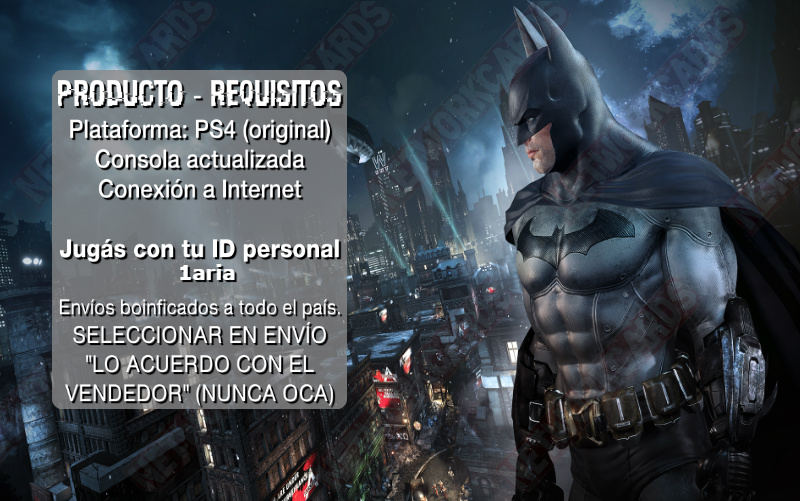 PRODUCTO - REQUISITOS
Plataforma: PS4 (original)
Consola actualizada
Conexión a Internet
Jugás con tu ID personal
1aria
Envíos boinficados a todo el país.
SELECCIONAR EN ENVÍO
"LO ACUERDO CON EL
VENDEDOR" (NUNCA OCA)
NETWORKCARDS
W